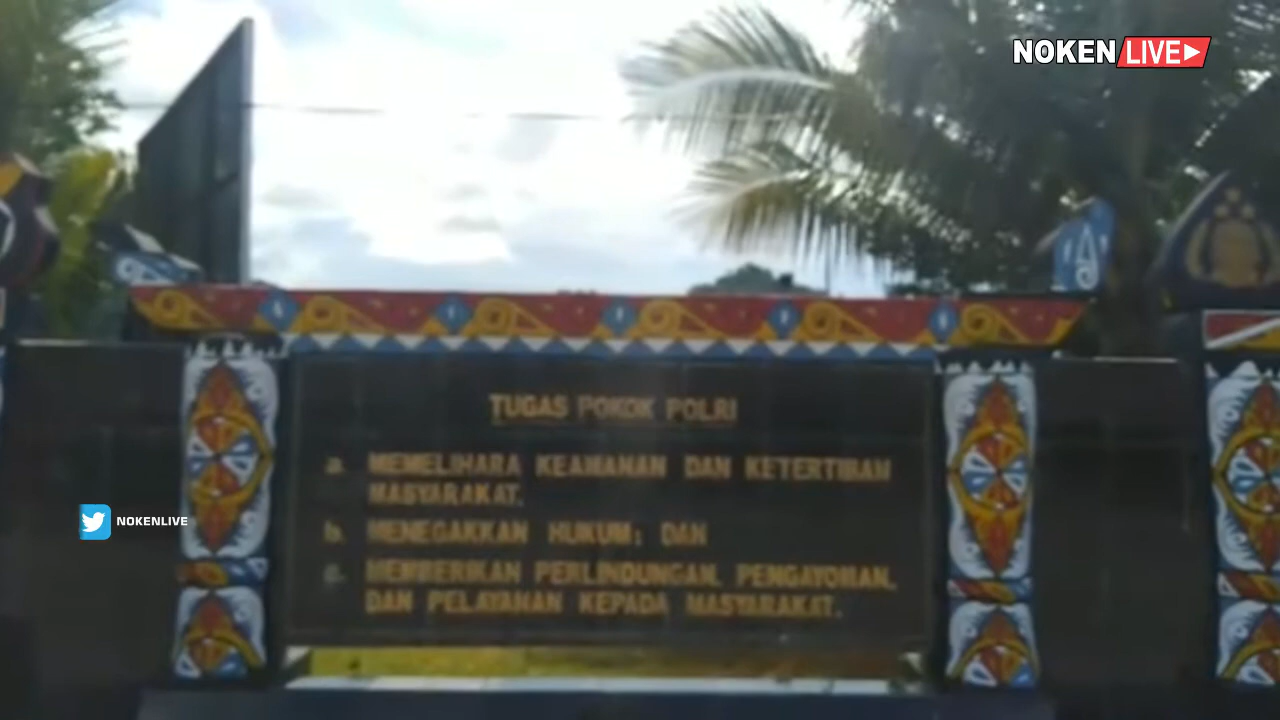 NOKEN LIVE
TUGAS POKOK POLRI
a. MEMELIHARA KEAMANAN DAN KETERTIBAN
MASYARAKAT.
b. MENEGAKKAN HUKUM; DAN
c. MEMBERIKAN PERLINDUNGAN, PENGAYOMAN,
DAN PELAYANAN KEPADA MASYARAKAT.
NOKENLIVE